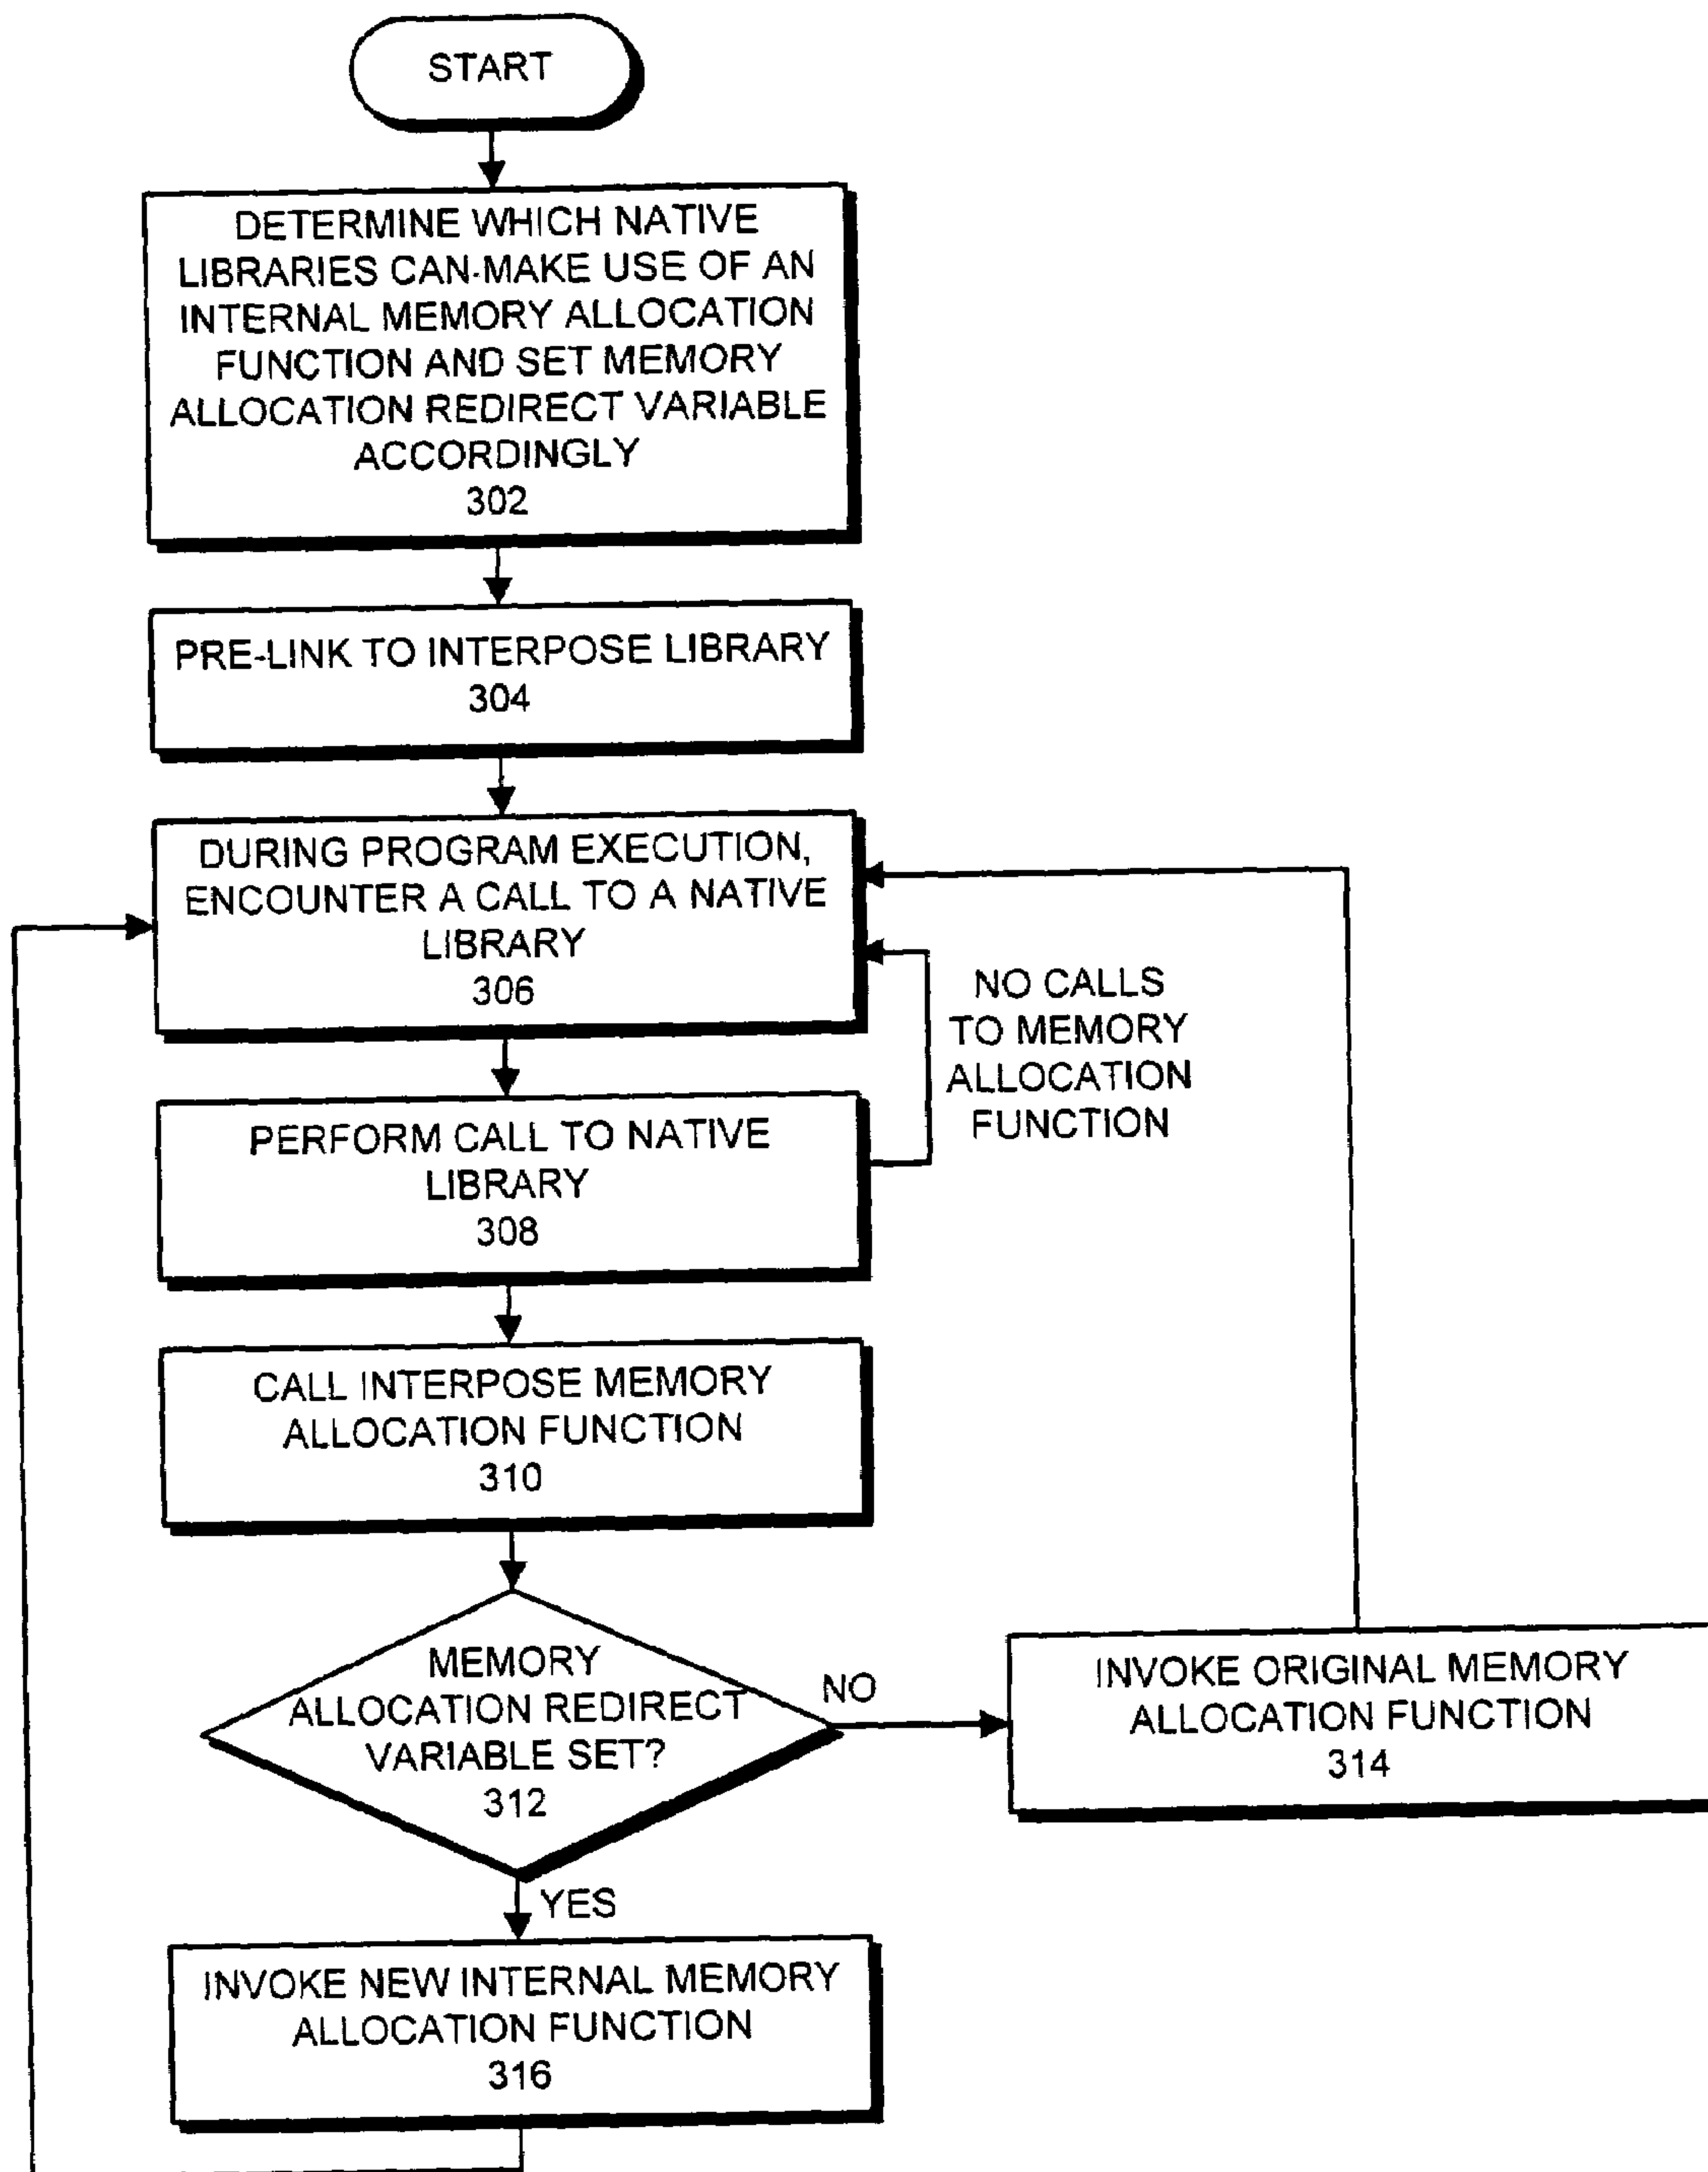 START
DETERMINE WHICH NATIVE
LIBRARIES CAN-MAKE USE OF AN
INTERNAL MEMORY ALLOCATION
FUNCTION AND SET MEMORY
ALLOCATION REDIRECT VARIABLE
ACCORDINGLY
302
PRE-LINK TO INTERPOSE LIBRARY
304
DURING PROGRAM EXECUTION,
ENCOUNTER A CALL TO A NATIVE
LIBRARY
306
NO CALLS
TO MEMORY
ALLOCATION
FUNCTION
PERFORM CALL TO NATIVE
LIBRARY
308
CALL INTERPOSE MEMORY
ALLOCATION FUNCTION
310
MEMORY
ALLOCATION REDIRECT
VARIABLE SET?
312
NO
INVOKE ORIGINAL MEMORY
ALLOCATION FUNCTION
314
YES
INVOKE NEW INTERNAL MEMORY
ALLOCATION FUNCTION
316